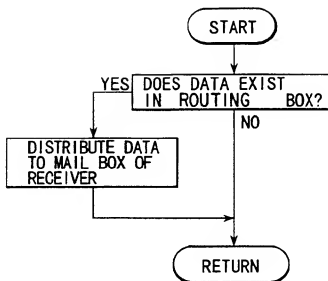 START
YES
DOES DATA EXIST
IN ROUTING BOX?
NO
DISTRIBUTE DATA
TO MAIL BOX OF
RECEIVER
RETURN